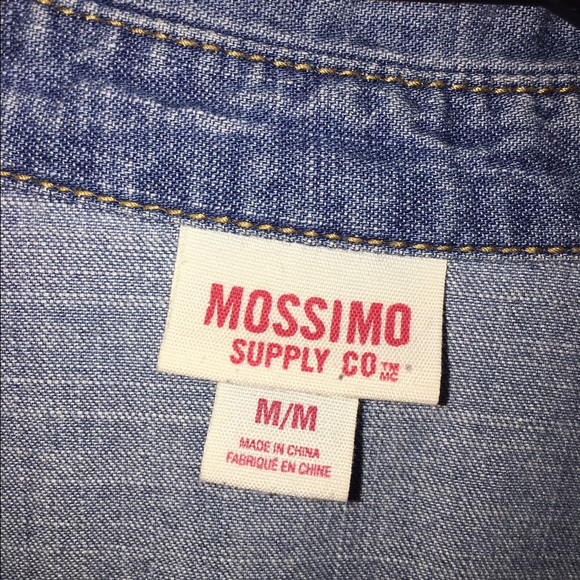 MOSSIMO
SUPPLY CO TM MC
M/M
MADE IN CHINA
FABRIQUÉ EN CHINE